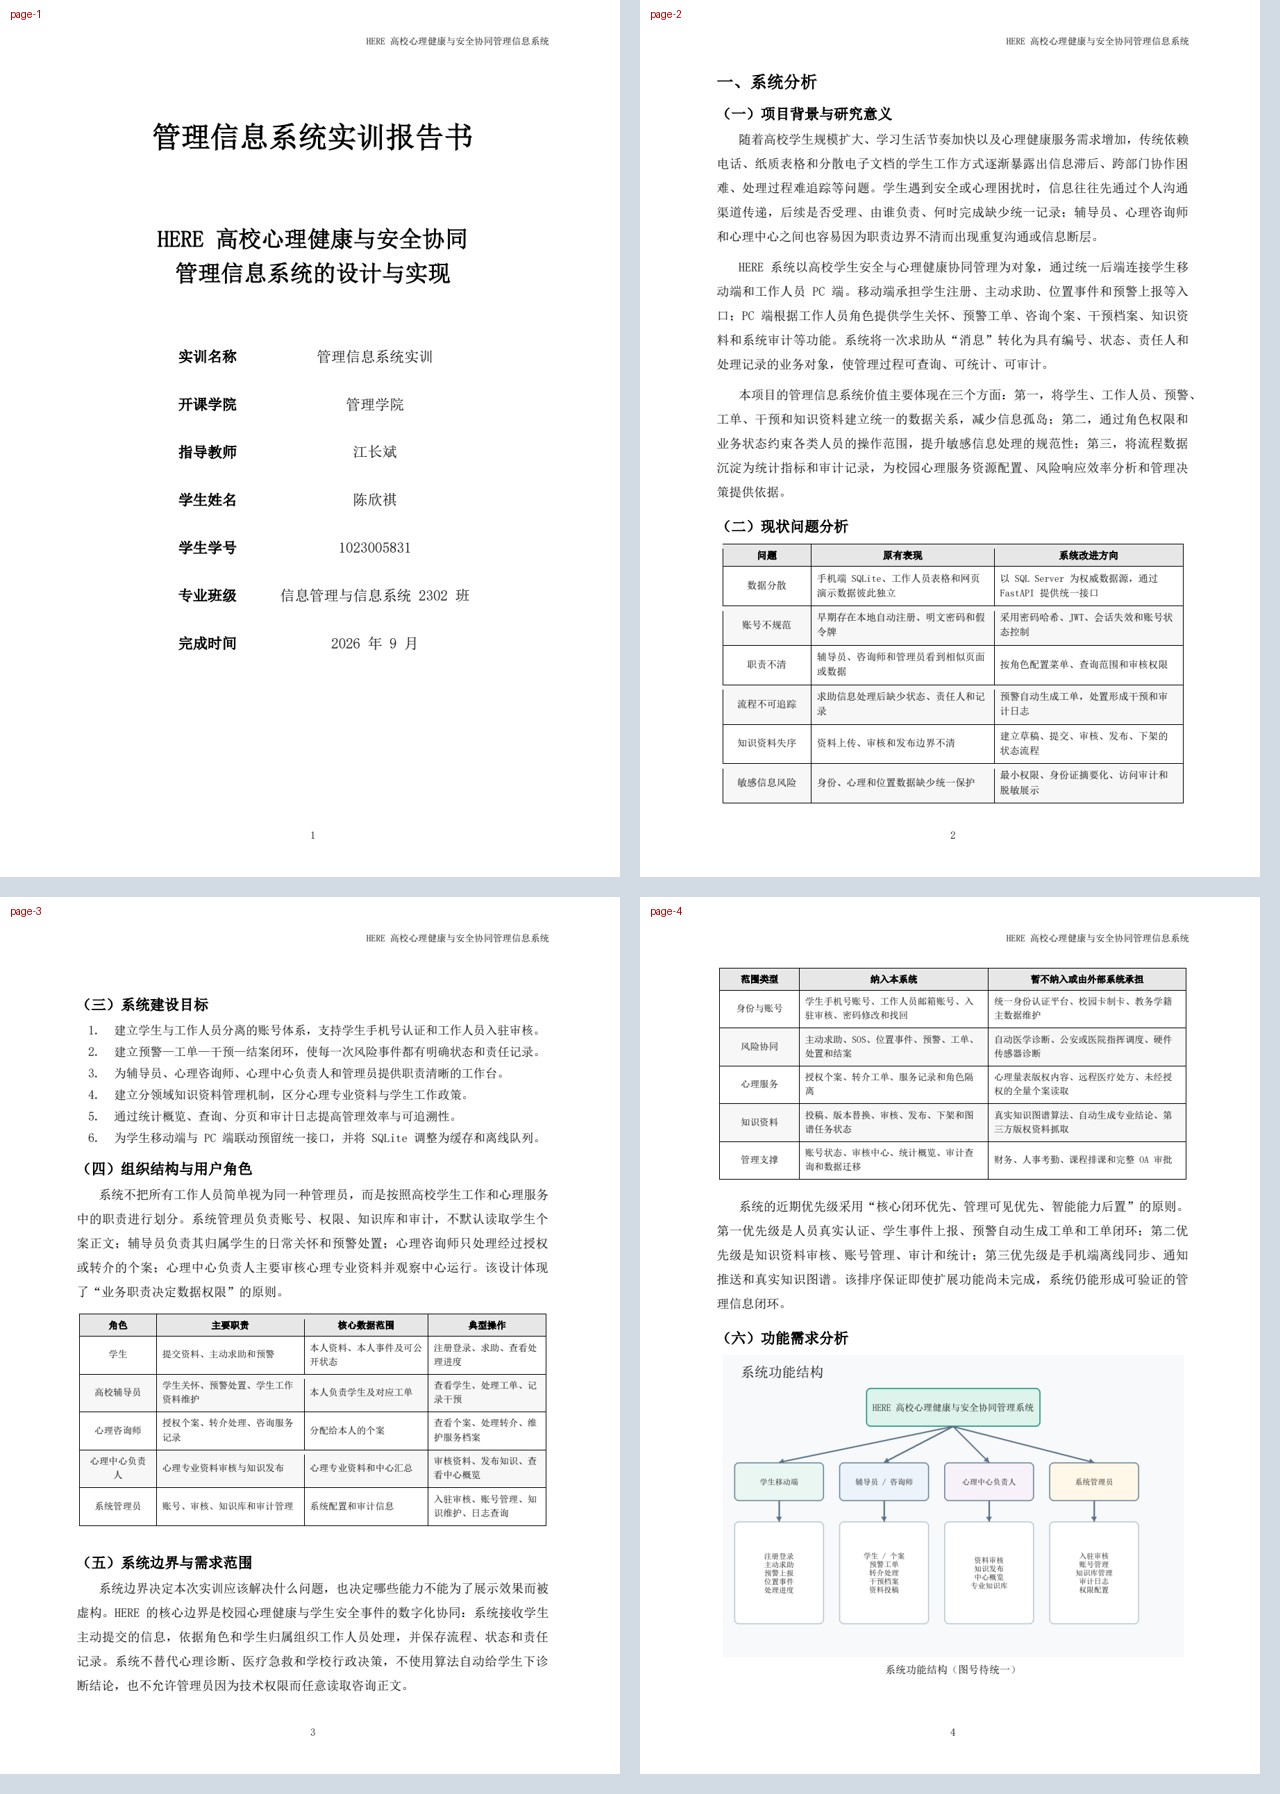 page-1
HERE 高校心理健康与安全协同管理信息系统
管理信息系统实训报告书
HERE 高校心理健康与安全协同
管理信息系统的设计与实现
实训名称 管理信息系统实训
开课学院 管理学院
指导教师 江长斌
学生姓名 陈欣祺
学生学号 1023005831
专业班级 信息管理与信息系统 2302 班
完成时间 2026 年 9 月
1
page-2
HERE 高校心理健康与安全协同管理信息系统
一、系统分析
（一）项目背景与研究意义
随着高校学生规模扩大、学习生活节奏加快以及心理健康服务需求增加，传统依赖
电话、纸质表格和分散电子文档的学生工作方式逐渐暴露出信息滞后、跨部门协作困
难、处理过程难追踪等问题。学生遇到安全或心理困扰时，信息往往先通过个人沟通
渠道传递，后续是否受理、由谁负责、何时完成缺少统一记录；辅导员、心理咨询师
和心理中心之间也容易因为职责边界不清而出现重复沟通或信息断层。
HERE 系统以高校学生安全与心理健康协同管理为对象，通过统一后端连接学生移
动端和工作人员 PC 端。移动端承担学生注册、主动求助、位置事件和预警上报等入
口；PC 端根据工作人员角色提供学生关怀、预警工单、咨询个案、干预档案、知识资
料和系统审计等功能。系统将一次求助从“消息”转化为具有编号、状态、责任人和
处理记录的业务对象，使管理过程可查询、可统计、可审计。
本项目的管理信息系统价值主要体现在三个方面：第一，将学生、工作人员、预警、
工单、干预和知识资料建立统一的数据关系，减少信息孤岛；第二，通过角色权限和
业务状态约束各类人员的操作范围，提升敏感信息处理的规范性；第三，将流程数据
沉淀为统计指标和审计记录，为校园心理服务资源配置、风险响应效率分析和管理决
策提供依据。
（二）现状问题分析
问题 原有表现 系统改进方向
数据分散 手机端 SQLite、工作人员表格和网页
演示数据彼此独立 以 SQL Server 为权威数据源，通过
FastAPI 提供统一接口
账号不规范 早期存在本地自动注册、明文密码和假
令牌 采用密码哈希、JWT、会话失效和账号状
态控制
职责不清 辅导员、咨询师和管理员看到相似页面
或数据 按角色配置菜单、查询范围和审核权限
流程不可追踪 求助信息处理后缺少状态、责任人和记
录 预警自动生成工单，处置形成干预和审
计日志
知识资料失序 资料上传、审核和发布边界不清 建立草稿、提交、审核、发布、下架的
状态流程
敏感信息风险 身份、心理和位置数据缺少统一保护 最小权限、身份证摘要化、访问审计和
脱敏展示
2
page-3
HERE 高校心理健康与安全协同管理信息系统
（三）系统建设目标
1. 建立学生与工作人员分离的账号体系，支持学生手机号认证和工作人员入驻审核。
2. 建立预警—工单—干预—结案闭环，使每一次风险事件都有明确状态和责任记录。
3. 为辅导员、心理咨询师、心理中心负责人和管理员提供职责清晰的工作台。
4. 建立分领域知识资料管理机制，区分心理专业资料与学生工作政策。
5. 通过统计概览、查询、分页和审计日志提高管理效率与可追溯性。
6. 为学生移动端与 PC 端联动预留统一接口，并将 SQLite 调整为缓存和离线队列。
（四）组织结构与用户角色
系统不把所有工作人员简单视为同一种管理员，而是按照高校学生工作和心理服务
中的职责进行划分。系统管理员负责账号、权限、知识库和审计，不默认读取学生个
案正文；辅导员负责其归属学生的日常关怀和预警处置；心理咨询师只处理经过授权
或转介的个案；心理中心负责人主要审核心理专业资料并观察中心运行。该设计体现
了“业务职责决定数据权限”的原则。
角色 主要职责 核心数据范围 典型操作
学生 提交资料、主动求助和预警 本人资料、本人事件及可公
开状态 注册登录、求助、查看处
理进度
高校辅导员 学生关怀、预警处置、学生工作
资料维护 本人负责学生及对应工单 查看学生、处理工单、记
录干预
心理咨询师 授权个案、转介处理、咨询服务
记录 分配给本人的个案 查看个案、处理转介、维
护服务档案
心理中心负责
人 心理专业资料审核与知识发布 心理专业资料和中心汇总 审核资料、发布知识、查
看中心概览
系统管理员 账号、审核、知识库和审计管理 系统配置和审计信息 入驻审核、账号管理、知
识维护、日志查询
（五）系统边界与需求范围
系统边界决定本次实训应该解决什么问题，也决定哪些能力不能为了展示效果而被
虚构。HERE 的核心边界是校园心理健康与学生安全事件的数字化协同：系统接收学生
主动提交的信息，依据角色和学生归属组织工作人员处理，并保存流程、状态和责任
记录。系统不替代心理诊断、医疗急救和学校行政决策，不使用算法自动给学生下诊
断结论，也不允许管理员因为技术权限而任意读取咨询正文。
3
page-4
HERE 高校心理健康与安全协同管理信息系统
范围类型 纳入本系统 暂不纳入或由外部系统承担
身份与账号 学生手机号账号、工作人员邮箱账号、入
驻审核、密码修改和找回 统一身份认证平台、校园卡制卡、教务学籍
主数据维护
风险协同 主动求助、SOS、位置事件、预警、工单、
处置和结案 自动医学诊断、公安或医院指挥调度、硬件
传感器诊断
心理服务 授权个案、转介工单、服务记录和角色隔
离 心理量表版权内容、远程医疗处方、未经授
权的全量个案读取
知识资料 投稿、版本替换、审核、发布、下架和图
谱任务状态 真实知识图谱算法、自动生成专业结论、第
三方版权资料抓取
管理支撑 账号状态、审核中心、统计概览、审计查
询和数据迁移 财务、人事考勤、课程排课和完整 OA 审批
系统的近期优先级采用“核心闭环优先、管理可见优先、智能能力后置”的原则。
第一优先级是人员真实认证、学生事件上报、预警自动生成工单和工单闭环；第二优
先级是知识资料审核、账号管理、审计和统计；第三优先级是手机端离线同步、通知
推送和真实知识图谱。该排序保证即使扩展功能尚未完成，系统仍能形成可验证的管
理信息闭环。
（六）功能需求分析
系统功能结构
HERE 高校心理健康与安全协同管理系统
学生移动端 辅导员 / 咨询师 心理中心负责人 系统管理员
注册登录
主动求助
预警上报
位置事件
处理进度
学生 / 个案
预警工单
转介处理
干预档案
资料投稿
资料审核
知识发布
中心概览
专业知识库
入驻审核
账号管理
知识库管理
审计日志
权限配置
系统功能结构（图号待统一）
4